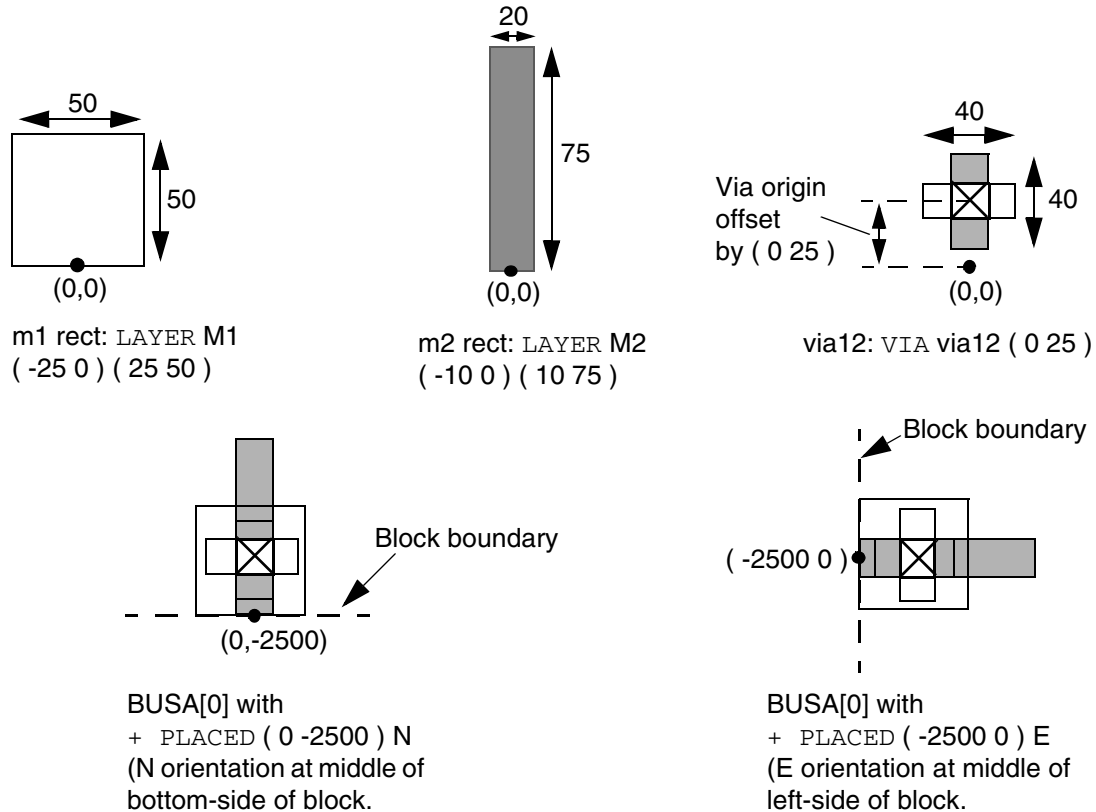 50
50
(0,0)
m1 rect: LAYER M1
( -25 0 ) ( 25 50 )
20
75
(0,0)
m2 rect: LAYER M2
( -10 0 ) ( 10 75 )
40
40
Via origin
offset
by ( 0 25 )
(0,0)
via12: VIA via12 ( 0 25 )
Block boundary
(0,-2500)
BUSA[0] with
+ PLACED ( 0 -2500 ) N
(N orientation at middle of
bottom-side of block.
Block boundary
( -2500 0 )
BUSA[0] with
+ PLACED ( -2500 0 ) E
(E orientation at middle of
left-side of block.